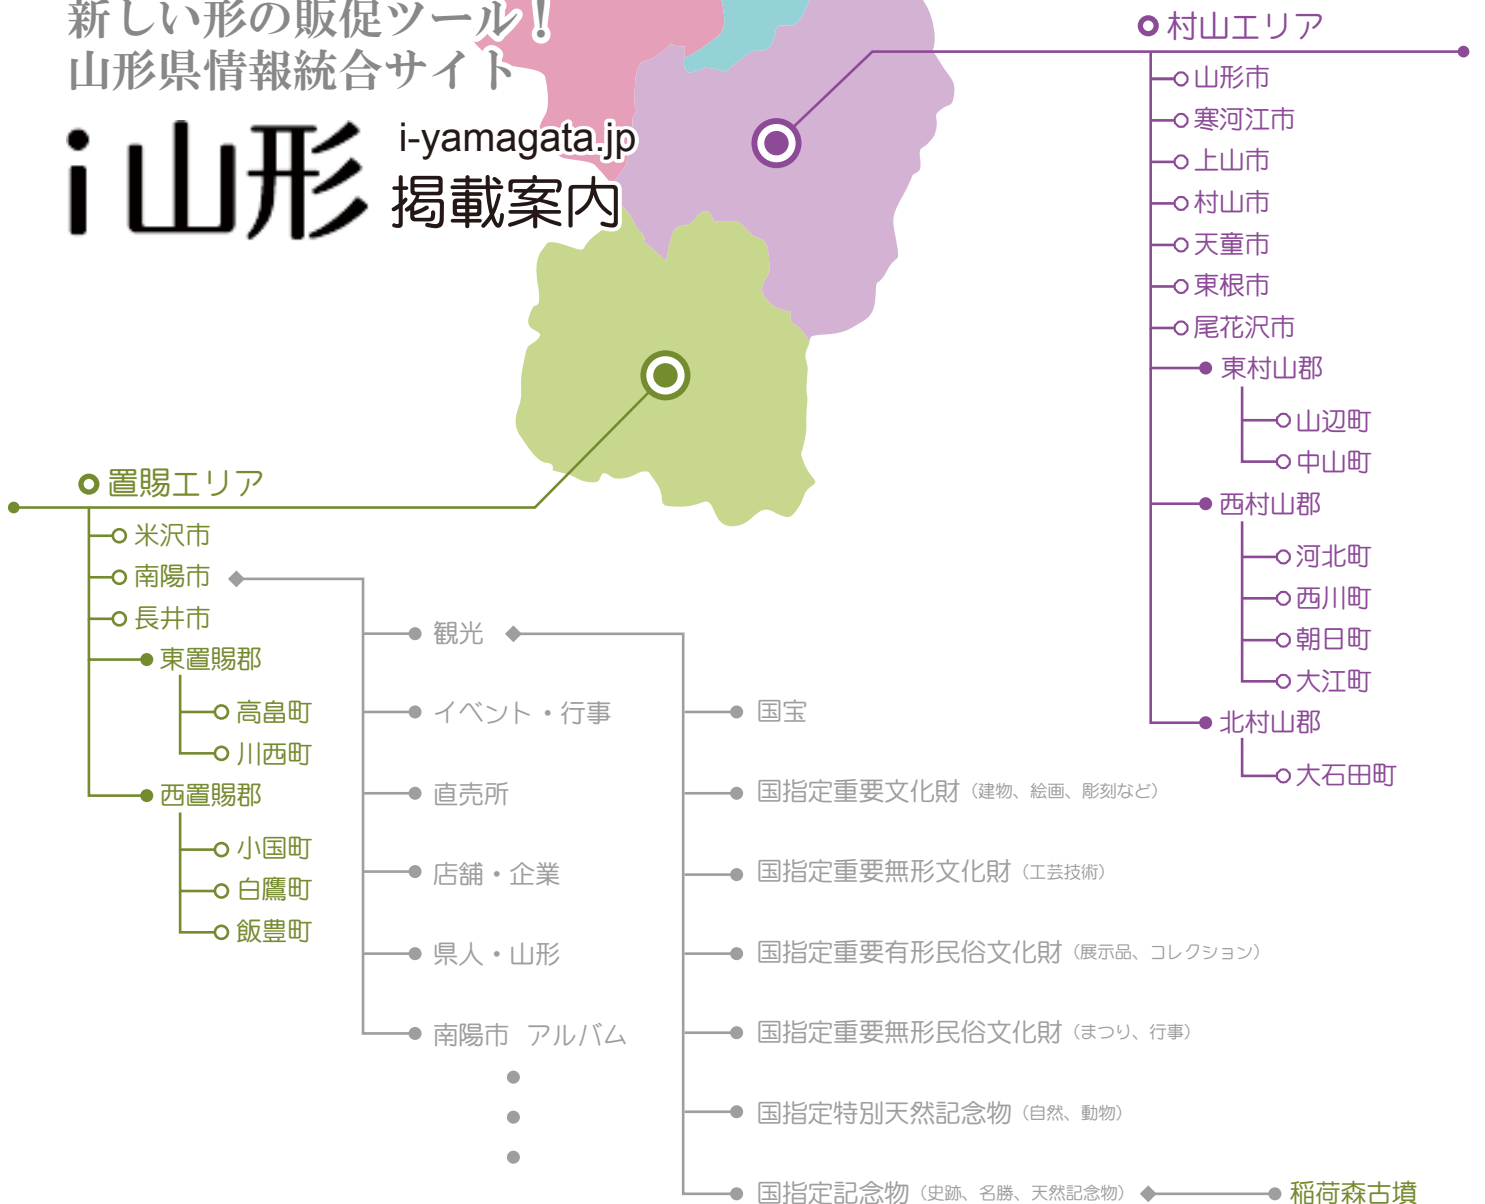 新しい形の販促ツール！
山形県情報統合サイト
i 山形
i-yamagata.jp
掲載案内
村山エリア
山形市
寒河江市
上山市
村山市
天童市
東根市
尾花沢市
東村山郡
山辺町
中山町
西村山郡
河北町
西川町
朝日町
大江町
北村山郡
大石田町
置賜エリア
米沢市
南陽市
長井市
東置賜郡
高畠町
川西町
西置賜郡
小国町
白鷹町
飯豊町
観光
イベント・行事
直売所
店舗・企業
県人・山形
南陽市 アルバム
国宝
国指定重要文化財（建物、絵画、彫刻など）
国指定重要無形文化財（工芸技術）
国指定重要有形民俗文化財（展示品、コレクション）
国指定重要無形民俗文化財（まつり、行事）
国指定特別天然記念物（自然、動物）
国指定記念物（史跡、名勝、天然記念物）
稲荷森古墳